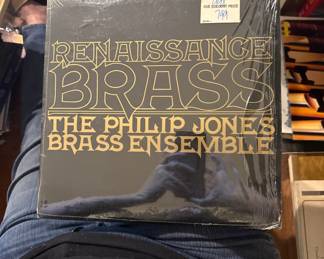 RENAISSANCE
BRASS
THE PHILIP JONES
BRASS ENSEMBLE